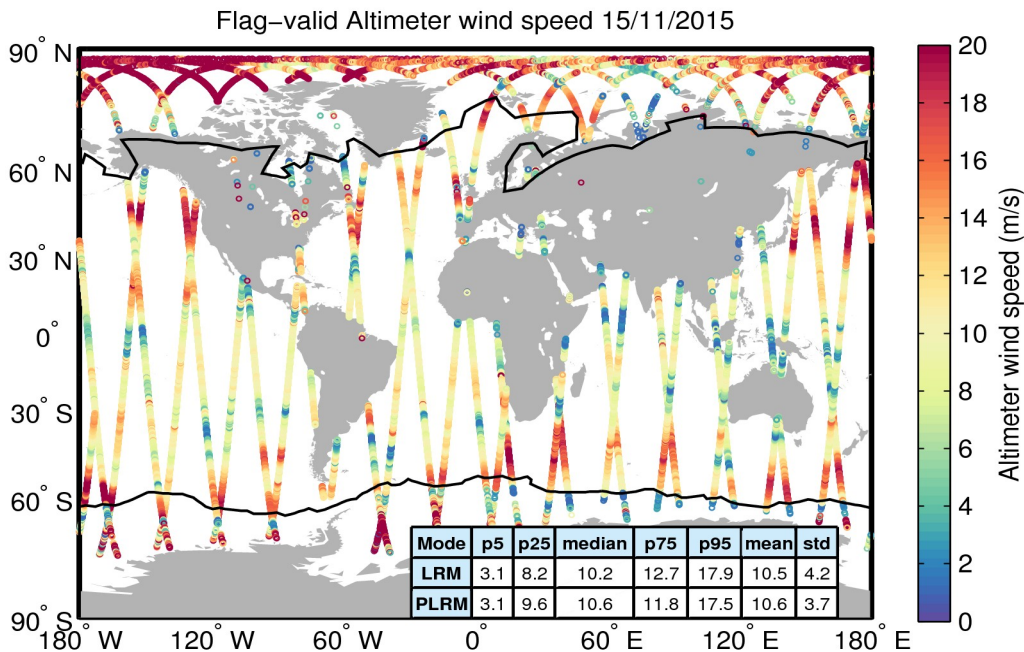 Flag−valid Altimeter wind speed 15/11/2015
90° N
60° N
30° N
0°
30° S
60° S
90° S
180° W
120° W
60° W
0°
60° E
120° E
180° E
Mode p5 p25 median p75 p95 mean std
LRM 3.1 8.2 10.2 12.7 17.9 10.5 4.2
PLRM 3.1 9.6 10.6 11.8 17.5 10.6 3.7
20
18
16
14
12
10
8
6
4
2
0
Altimeter wind speed (m/s)